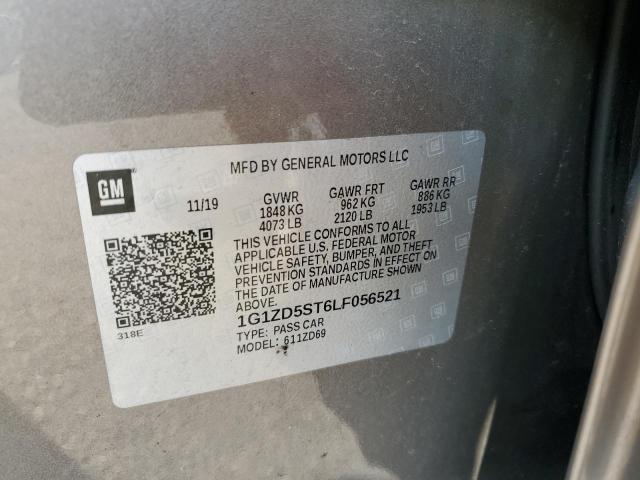 MFD BY GENERAL MOTORS LLC
GM
11/19
GVWR
1848 KG
4073 LB
GAWR FRT
962 KG
2120 LB
GAWR RR
886 KG
1953 LB
THIS VEHICLE CONFORMS TO ALL
APPLICABLE U.S. FEDERAL MOTOR
VEHICLE SAFETY, BUMPER, AND THEFT
PREVENTION STANDARDS IN EFFECT ON
THE DATE OF MANUFACTURE SHOWN
ABOVE.
318E
1G1ZD5ST6LF056521
TYPE: PASS CAR
MODEL: 611ZD69